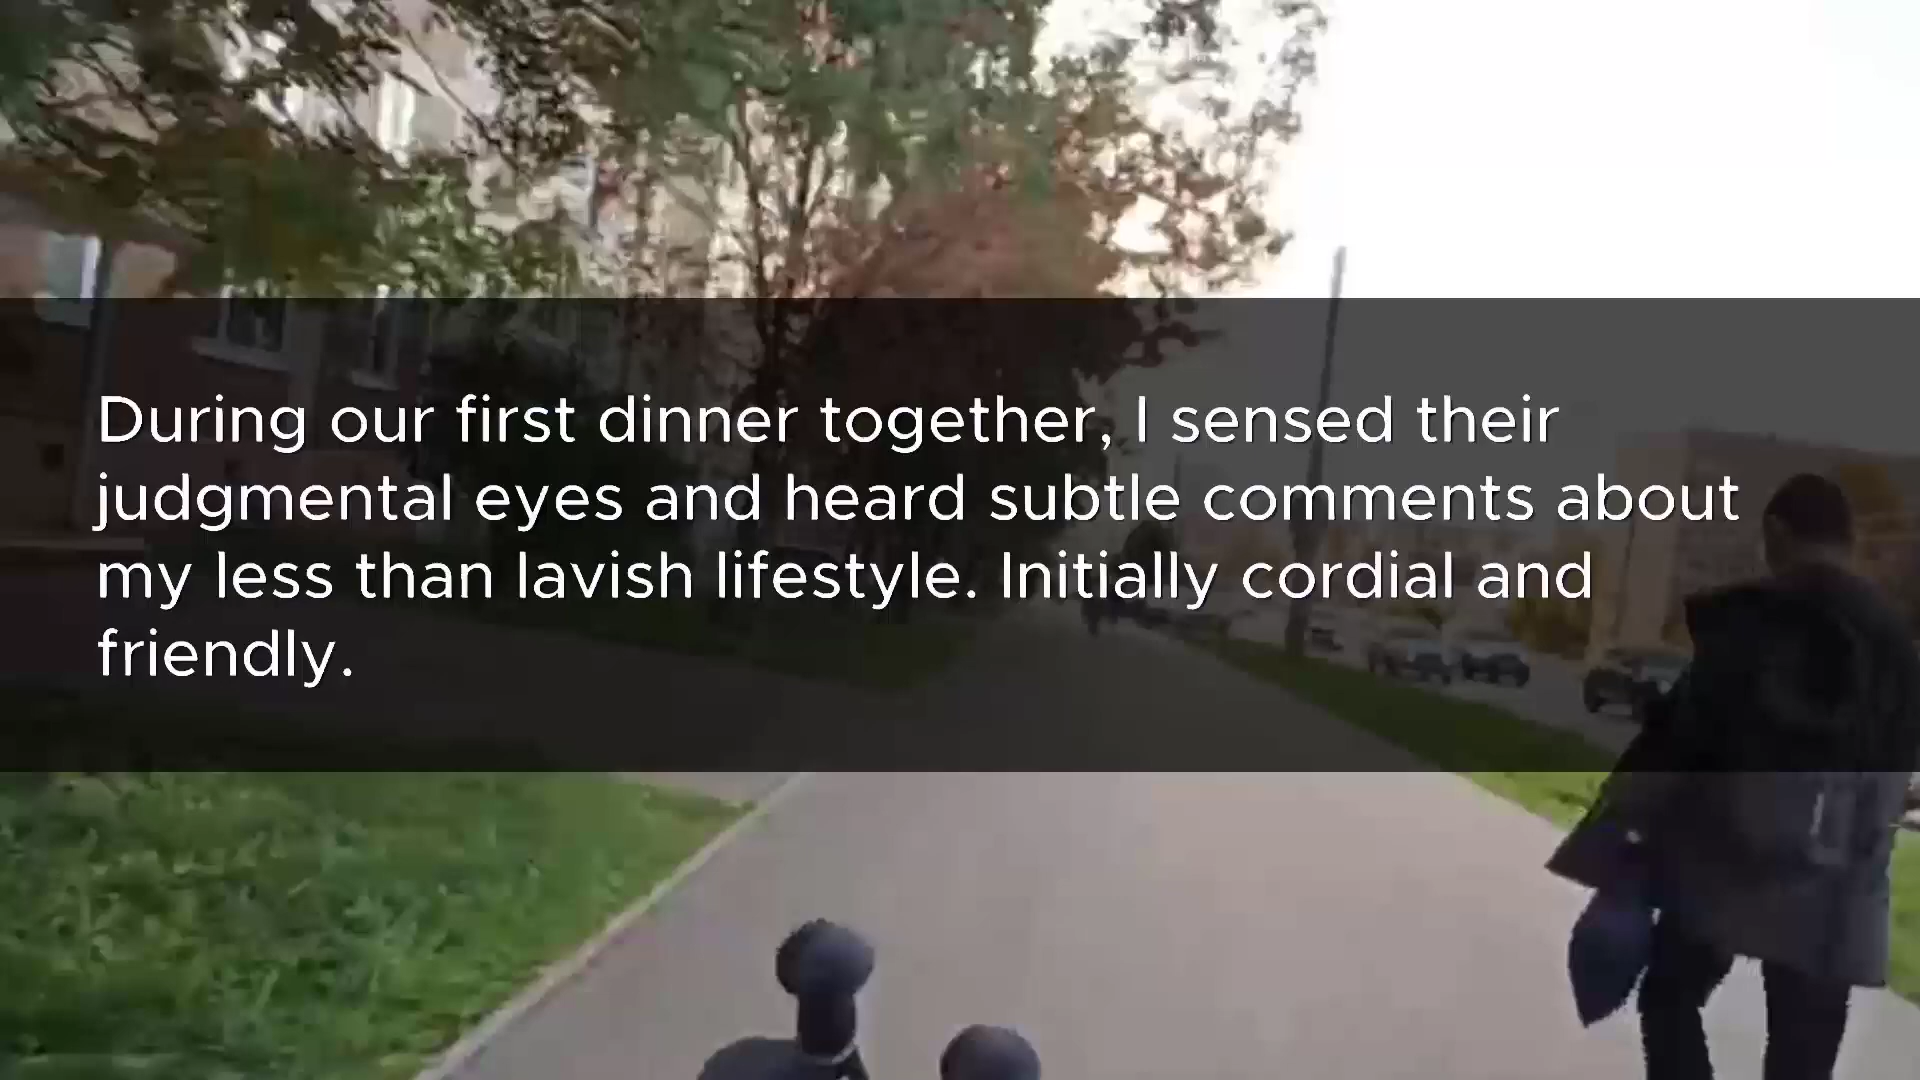 During our first dinner together, I sensed their
judgmental eyes and heard subtle comments about
my less than lavish lifestyle. Initially cordial and
friendly.